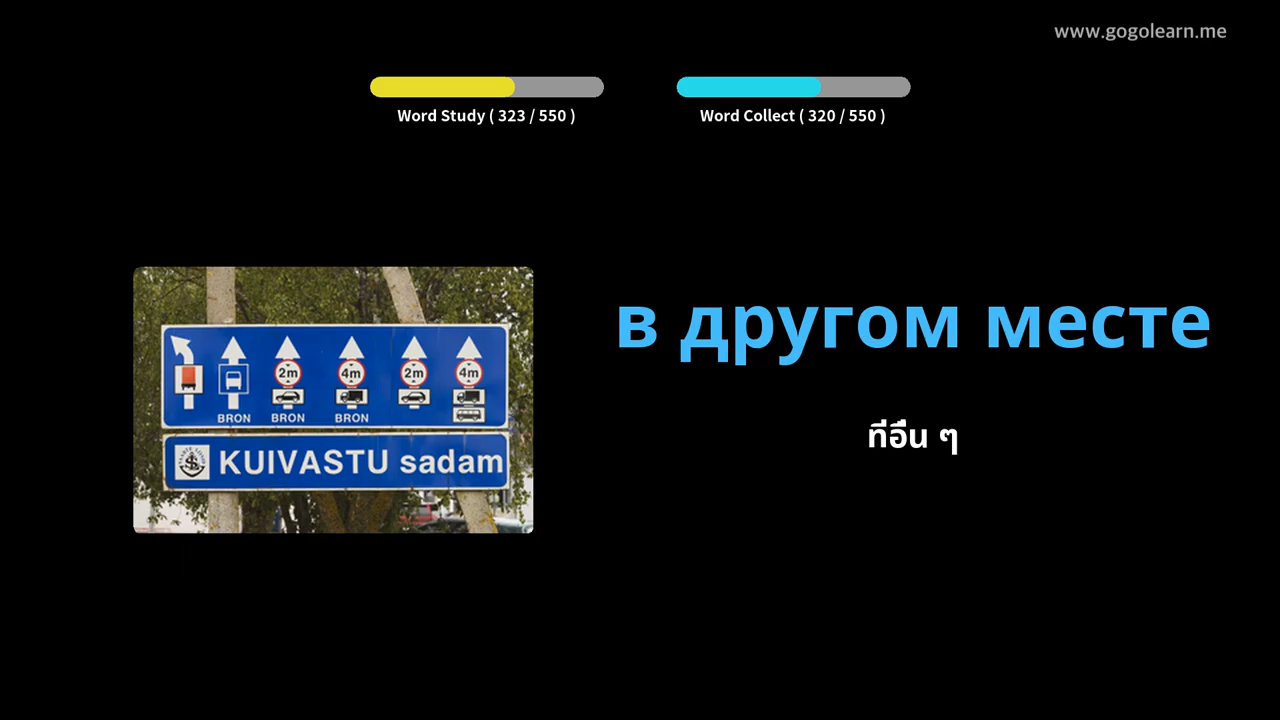 www.gogolearn.me
Word Study ( 323 / 550 )
Word Collect ( 320 / 550 )
2m 4m 2m 4m
BRON BRON BRON
KUIVASTU sadam
в другом месте
ที่อื่น ๆ